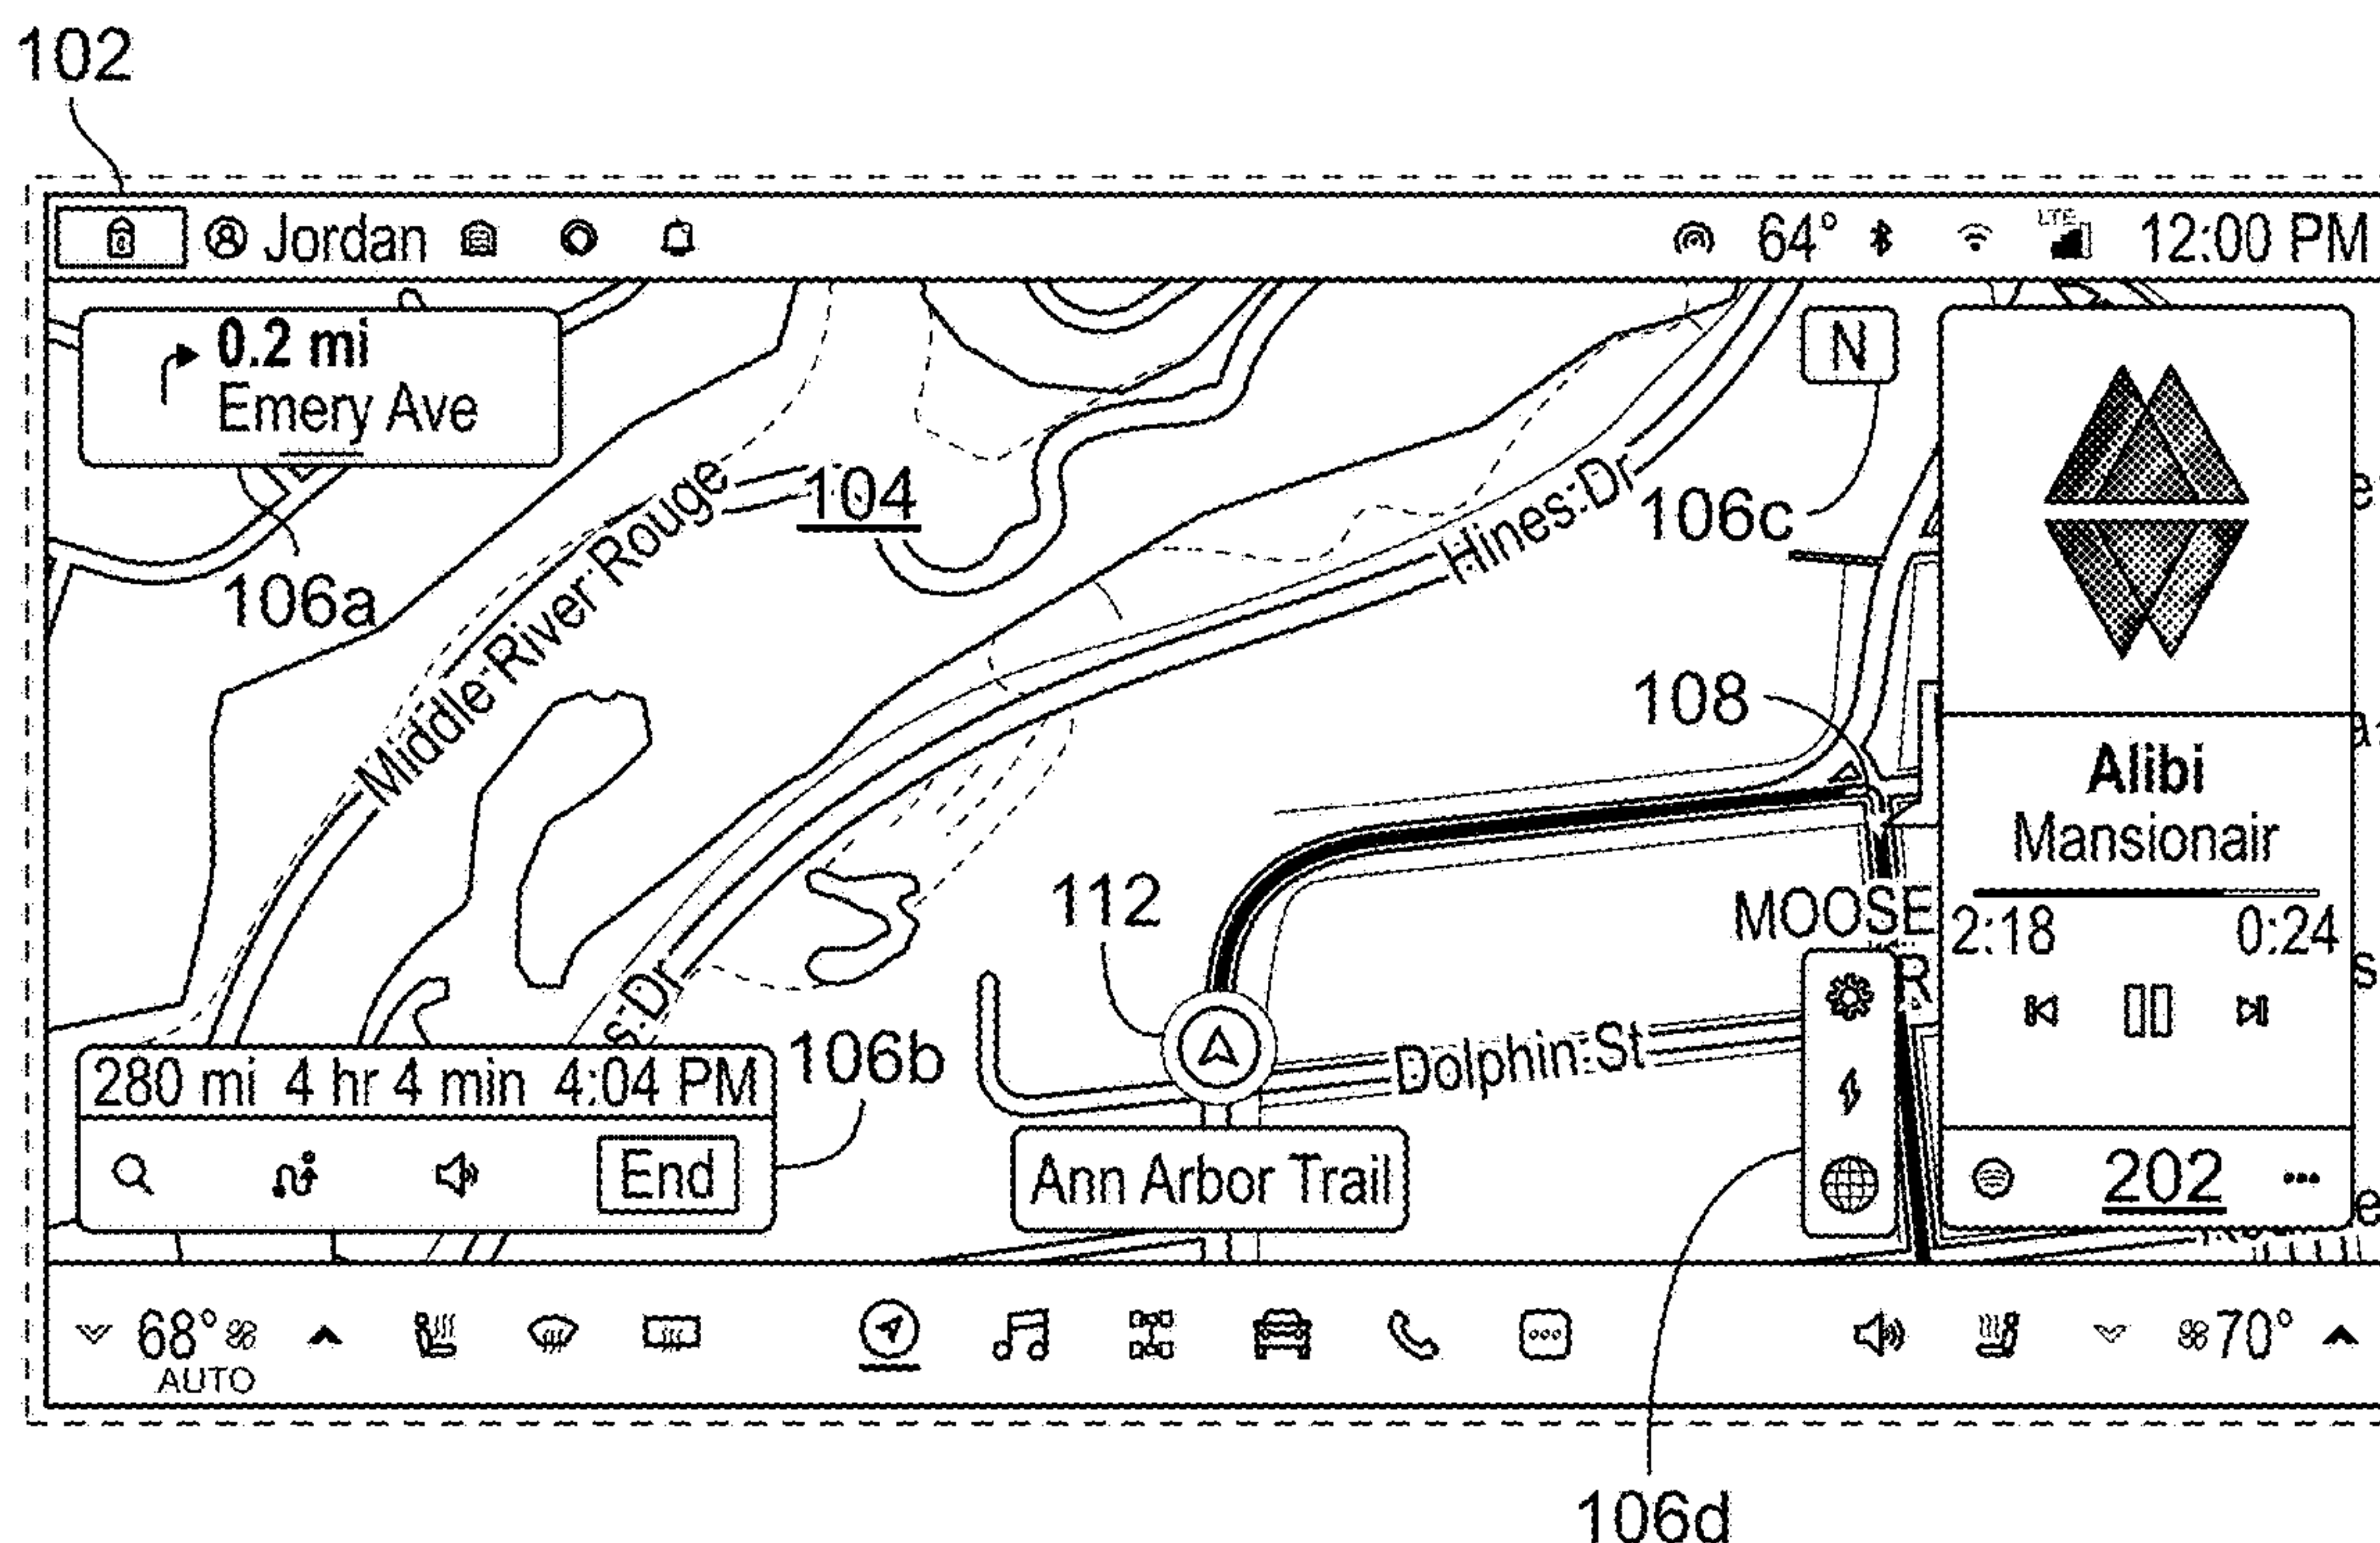 102
Jordan
64° LTE 12:00 PM
0.2 mi
Emery Ave
N
104
Middle River Rouge
Hines Dr
106c
106a
108
Alibi
Mansionair
112
MOOSE
2:18 0:24
R
s Dr
106b
280 mi 4 hr 4 min 4:04 PM
Dolphin St
End
Ann Arbor Trail
202
68° 70°
AUTO
106d